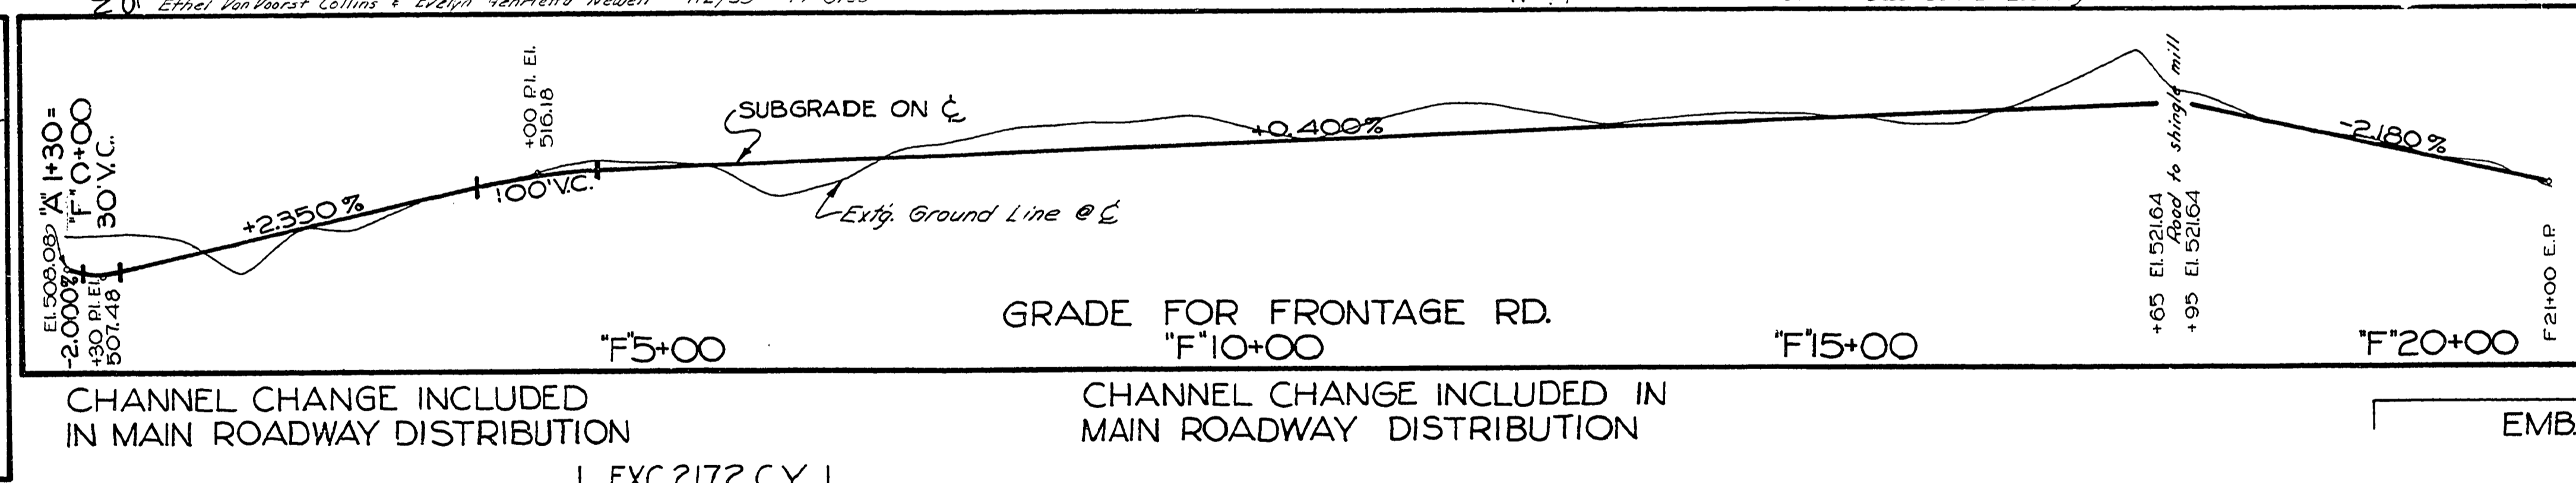 Ethel VanVoorst Collins & Evelyn Henrietta Newell
"A" 1+30=
"F" 0+00
30' V.C.
El. 508.08
-2.000%
+30 P.I. El.
507.48
+2.350%
+00 P.I. El.
516.18
100' V.C.
SUBGRADE ON ℄
Extg. Ground Line @ ℄
+0.400%
+65 El. 521.64
Road to shingle mill
+95 El. 521.64
-2.180%
F 21+00 E.P.
GRADE FOR FRONTAGE RD.
"F" 5+00
"F" 10+00
"F" 15+00
"F" 20+00
CHANNEL CHANGE INCLUDED
IN MAIN ROADWAY DISTRIBUTION
CHANNEL CHANGE INCLUDED IN
MAIN ROADWAY DISTRIBUTION
EMB.
EXC 2172 C.Y.